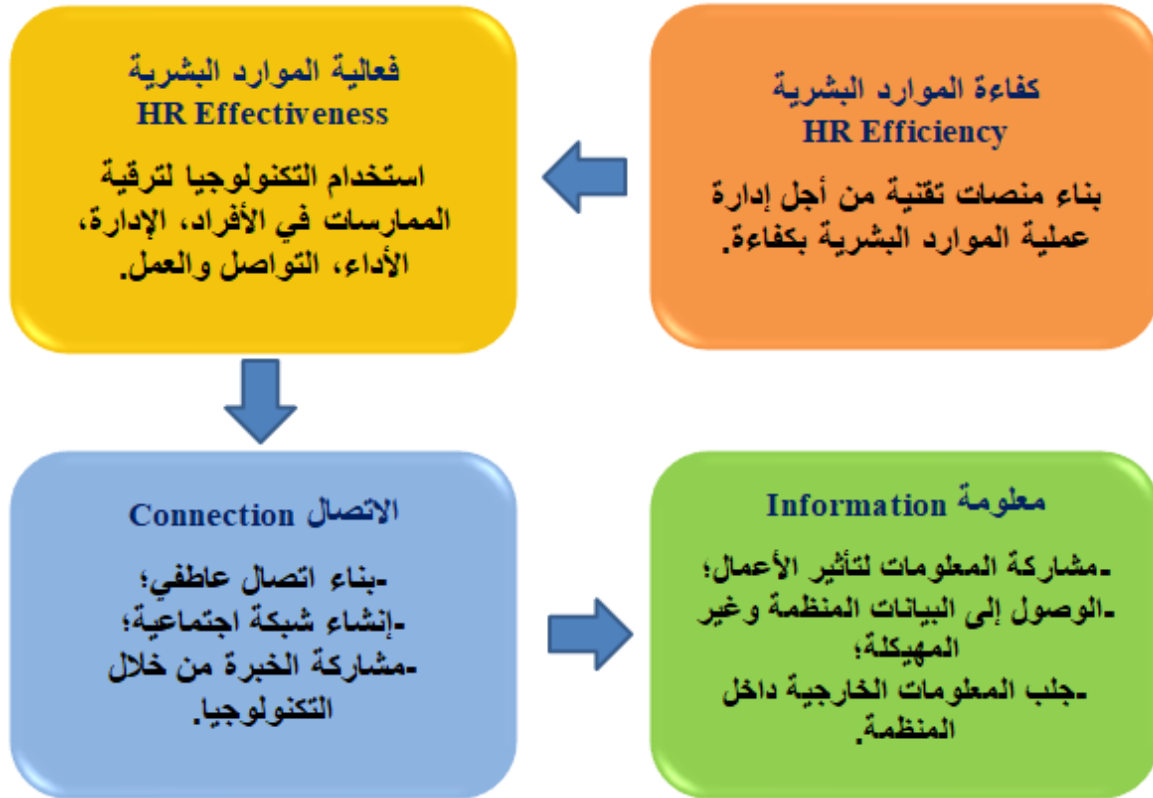 كفاءة الموارد البشرية
HR Efficiency
بناء منصات تقنية من أجل إدارة
عملية الموارد البشرية بكفاءة.
فعالية الموارد البشرية
HR Effectiveness
استخدام التكنولوجيا لترقية
الممارسات في الأفراد، الإدارة،
الأداء، التواصل والعمل.
الاتصال Connection
-بناء اتصال عاطفي؛
-إنشاء شبكة اجتماعية؛
-مشاركة الخبرة من خلال
التكنولوجيا.
معلومة Information
-مشاركة المعلومات لتأثير الأعمال؛
-الوصول إلى البيانات المنظمة وغير
المهيكلة؛
-جلب المعلومات الخارجية داخل
المنظمة.